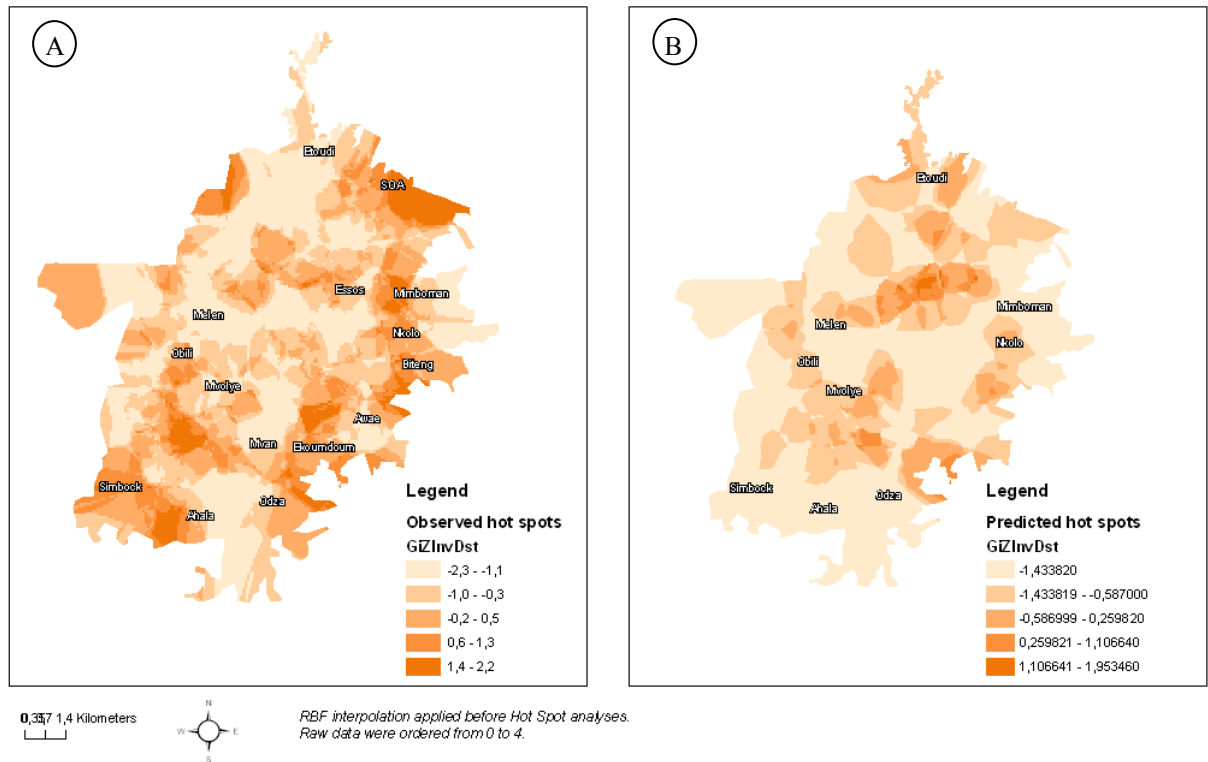 A
Etoudi
SOA
Essos
Mimboman
Melen
Nkolo
Obili
Biteng
Mvolye
Awae
Mvan
Ekoumdoum
Simbock
Odza
Ahala
Legend
Observed hot spots
GiZInvDst
-2,3 - -1,1
-1,0 - -0,3
-0,2 - 0,5
0,6 - 1,3
1,4 - 2,2
B
Etoudi
Mimboman
Melen
Nkolo
Obili
Mvolye
Simbock
Odza
Ahala
Legend
Predicted hot spots
GiZInvDst
-1,433820
-1,433819 - -0,587000
-0,586999 - 0,259820
0,259821 - 1,106640
1,106641 - 1,953460
1,4 Kilometers
N
W E
S
RBF interpolation applied before Hot Spot analyses.
Raw data were ordered from 0 to 4.